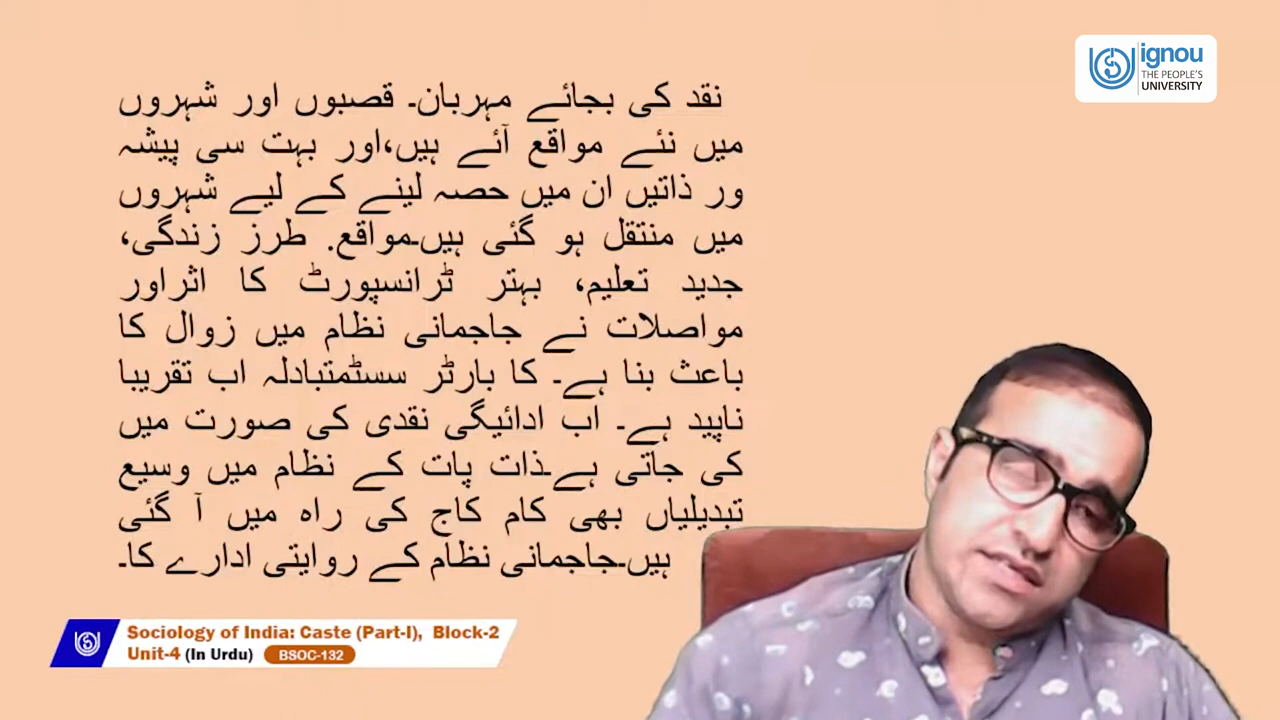 نقد کی بجائے مہربان۔ قصبوں اور شہروں
میں نئے مواقع آئے ہیں،اور بہت سی پیشہ
ور ذاتیں ان میں حصہ لینے کے لیے شہروں
میں منتقل ہو گئی ہیں۔مواقع. طرز زندگی،
جدید تعلیم، بہتر ٹرانسپورٹ کا اثراور
مواصلات نے جاجمانی نظام میں زوال کا
باعث بنا ہے۔ کا بارٹر سسٹمتبادلہ اب تقریبا
ناپید ہے۔ اب ادائیگی نقدی کی صورت میں
کی جاتی ہے۔ذات پات کے نظام میں وسیع
تبدیلیاں بھی کام کاج کی راہ میں آ گئی
ہیں۔جاجمانی نظام کے روایتی ادارے کا۔
ignou
THE PEOPLE'S
UNIVERSITY
Sociology of India: Caste (Part-I), Block-2
Unit-4 (In Urdu) BSOC-132